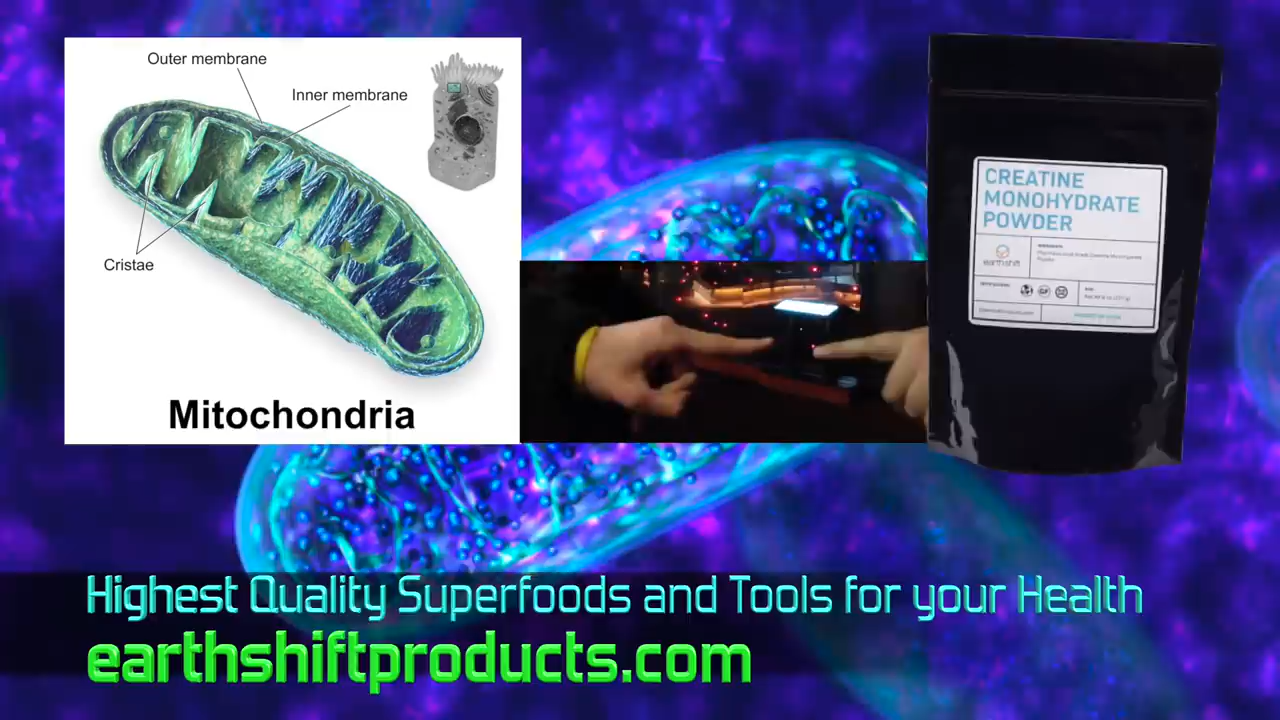 Outer membrane
Inner membrane
Cristae
Mitochondria
CREATINE
MONOHYDRATE
POWDER
earthshift
Highest Quality Superfoods and Tools for your Health
earthshiftproducts.com